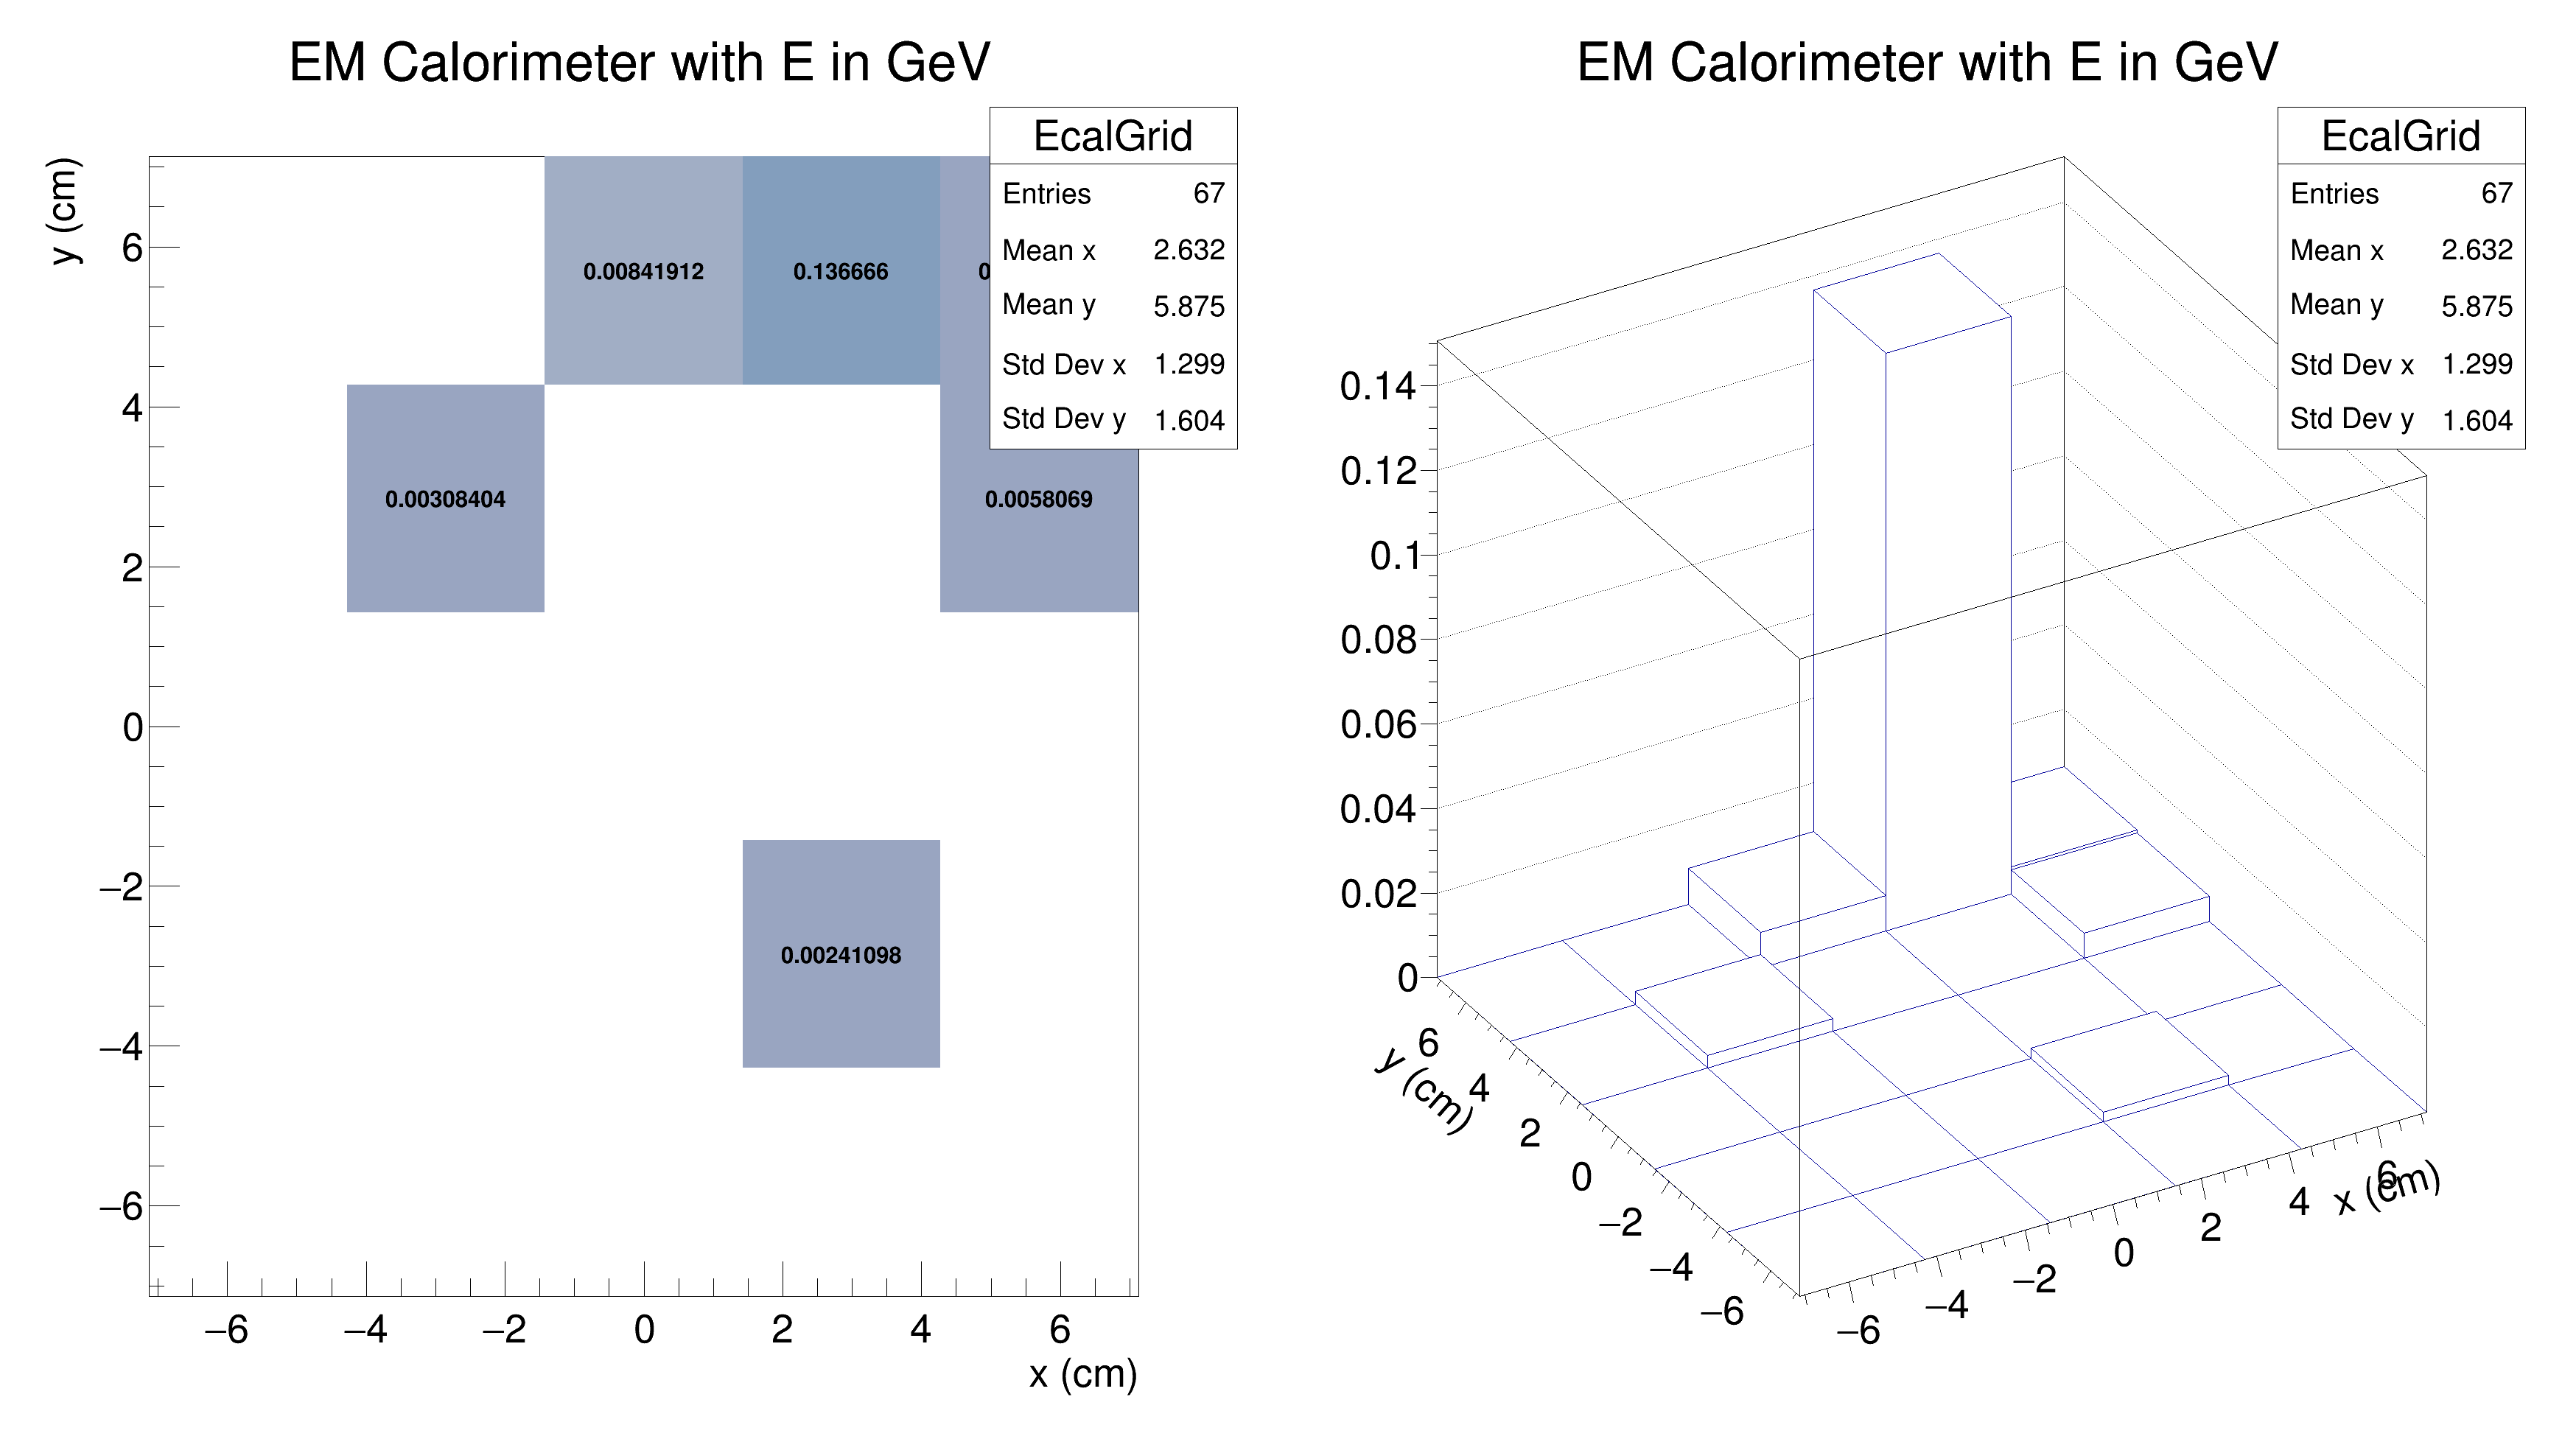 EM Calorimeter with E in GeV
EcalGrid
Entries 67
Mean x 2.632
Mean y 5.875
Std Dev x 1.299
Std Dev y 1.604
y (cm)
6
4
2
0
−2
−4
−6
0.00841912
0.136666
0.00308404
0.0058069
0.00241098
−6 −4 −2 0 2 4 6
x (cm)
EM Calorimeter with E in GeV
EcalGrid
Entries 67
Mean x 2.632
Mean y 5.875
Std Dev x 1.299
Std Dev y 1.604
0.14
0.12
0.1
0.08
0.06
0.04
0.02
0
y (cm)
6
4
2
0
−2
−4
−6
−6 −4 −2 0 2 4 6
x (cm)